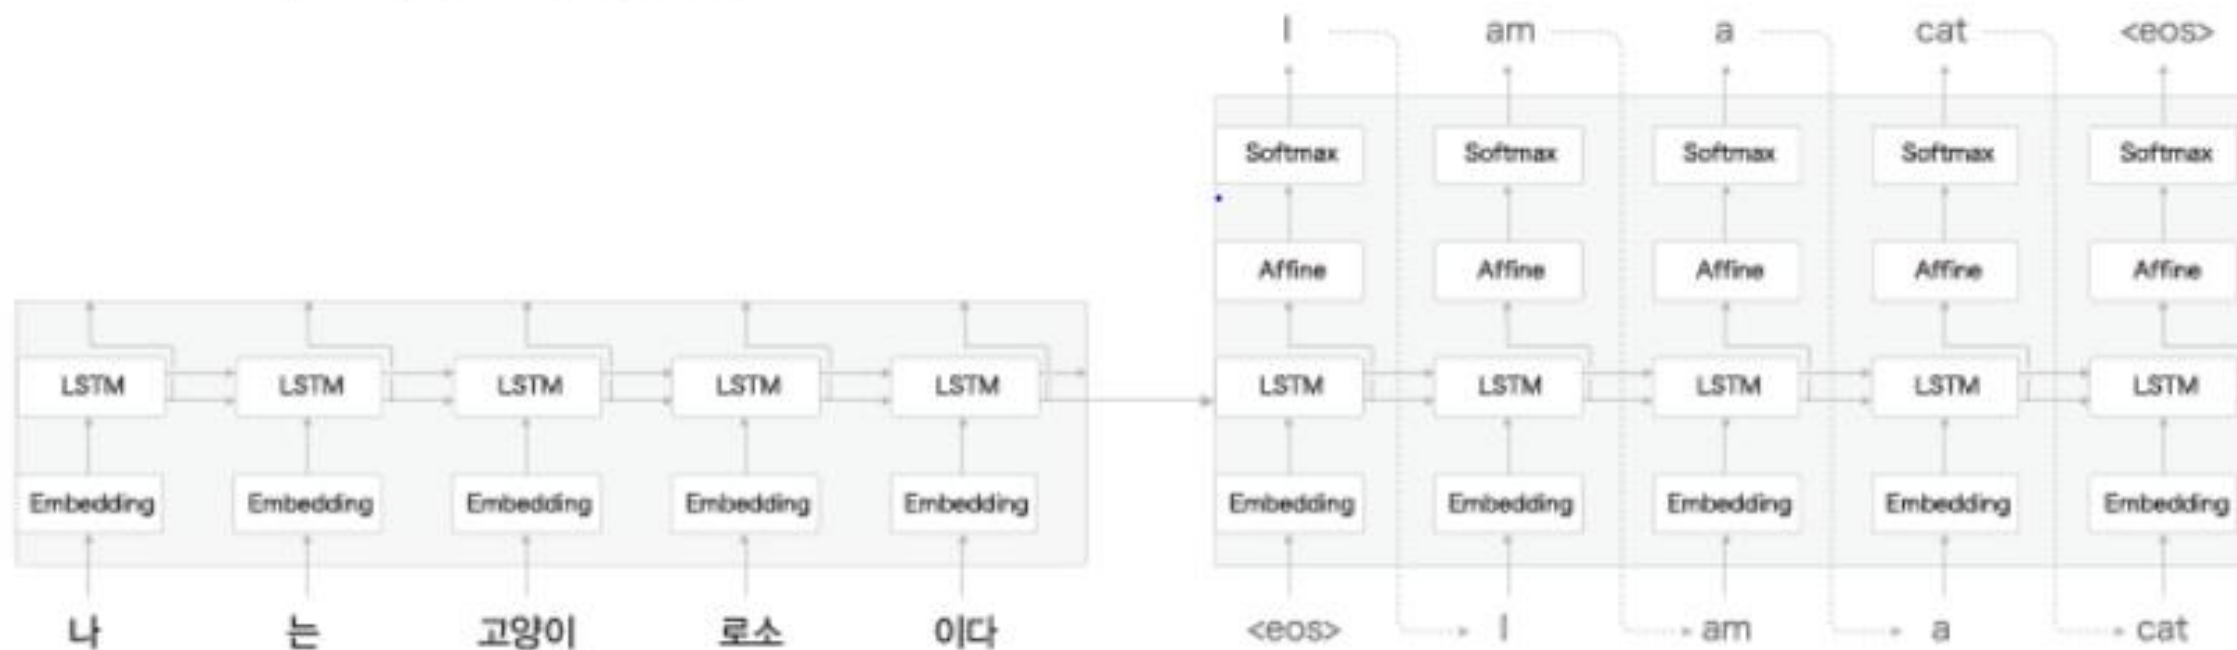 I am a cat <eos>
Softmax Softmax Softmax Softmax Softmax
Affine Affine Affine Affine Affine
LSTM LSTM LSTM LSTM LSTM LSTM LSTM LSTM LSTM LSTM
Embedding Embedding Embedding Embedding Embedding Embedding Embedding Embedding Embedding Embedding
나 는 고양이 로소 이다 <eos> I am a cat